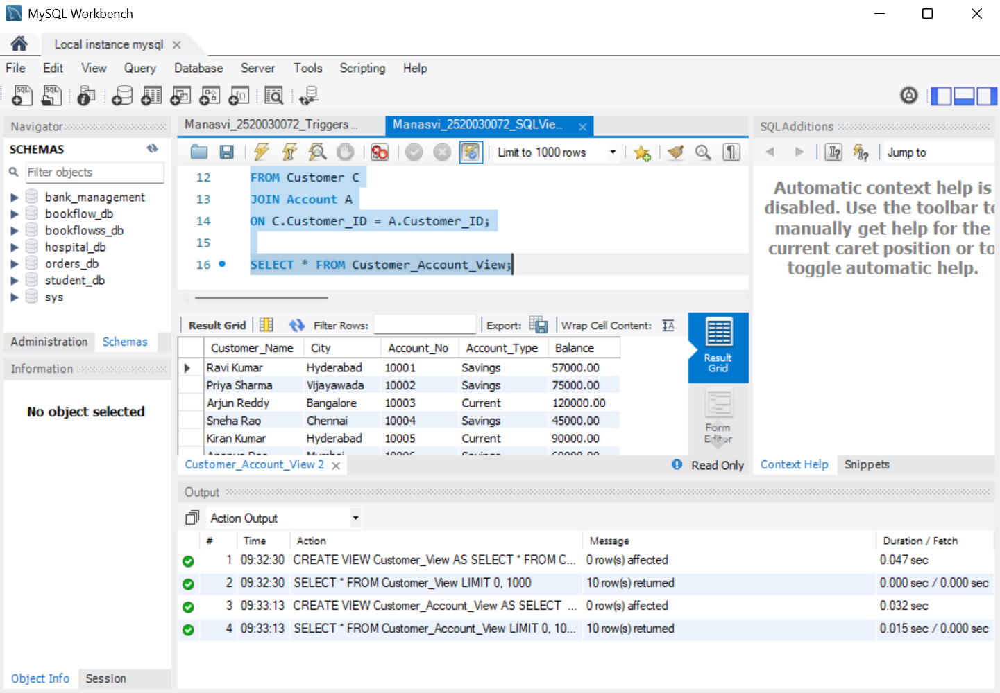 MySQL Workbench
Local instance mysql
File Edit View Query Database Server Tools Scripting Help
Navigator
SCHEMAS
Filter objects
bank_management
bookflow_db
bookflowss_db
hospital_db
orders_db
student_db
sys
Administration Schemas
Information
No object selected
Object Info Session
Manasvi_2520030072_Triggers ... Manasvi_2520030072_SQLVie...
Limit to 1000 rows
12 FROM Customer C
13 JOIN Account A
14 ON C.Customer_ID = A.Customer_ID;
15
16 SELECT * FROM Customer_Account_View;
Result Grid Filter Rows: Export: Wrap Cell Content:
Customer_Name City Account_No Account_Type Balance
Ravi Kumar Hyderabad 10001 Savings 57000.00
Priya Sharma Vijayawada 10002 Savings 75000.00
Arjun Reddy Bangalore 10003 Current 120000.00
Sneha Rao Chennai 10004 Savings 45000.00
Kiran Kumar Hyderabad 10005 Current 90000.00
Result
Grid
Form
Editor
Customer_Account_View 2 Read Only
SQLAdditions
Jump to
Automatic context help is
disabled. Use the toolbar to
manually get help for the
current caret position or to
toggle automatic help.
Context Help Snippets
Output
Action Output
# Time Action Message Duration / Fetch
1 09:32:30 CREATE VIEW Customer_View AS SELECT * FROM C... 0 row(s) affected 0.047 sec
2 09:32:30 SELECT * FROM Customer_View LIMIT 0, 1000 10 row(s) returned 0.000 sec / 0.000 sec
3 09:33:13 CREATE VIEW Customer_Account_View AS SELECT ... 0 row(s) affected 0.032 sec
4 09:33:13 SELECT * FROM Customer_Account_View LIMIT 0, 10... 10 row(s) returned 0.015 sec / 0.000 sec